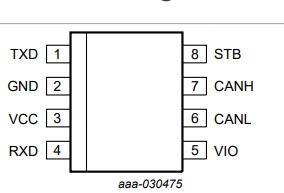 TXD 1 8 STB
GND 2 7 CANH
VCC 3 6 CANL
RXD 4 5 VIO
aaa-030475